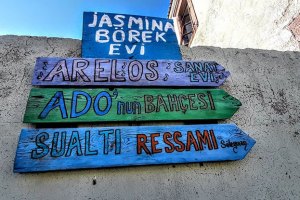 JASMINA
BÖREK
EVİ
ARELOS SANAT EVİ
ADO'nun BAHÇESİ
SUALTI RESSAMI